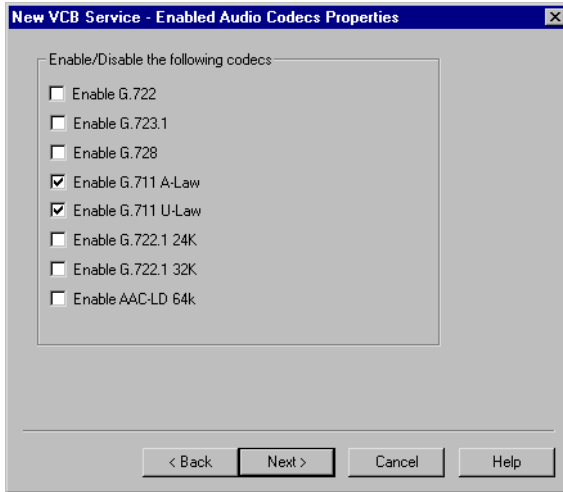 New VCB Service - Enabled Audio Codecs Properties
Enable/Disable the following codecs
Enable G.722
Enable G.723.1
Enable G.728
Enable G.711 A-Law
Enable G.711 U-Law
Enable G.722.1 24K
Enable G.722.1 32K
Enable AAC-LD 64k
< Back Next > Cancel Help